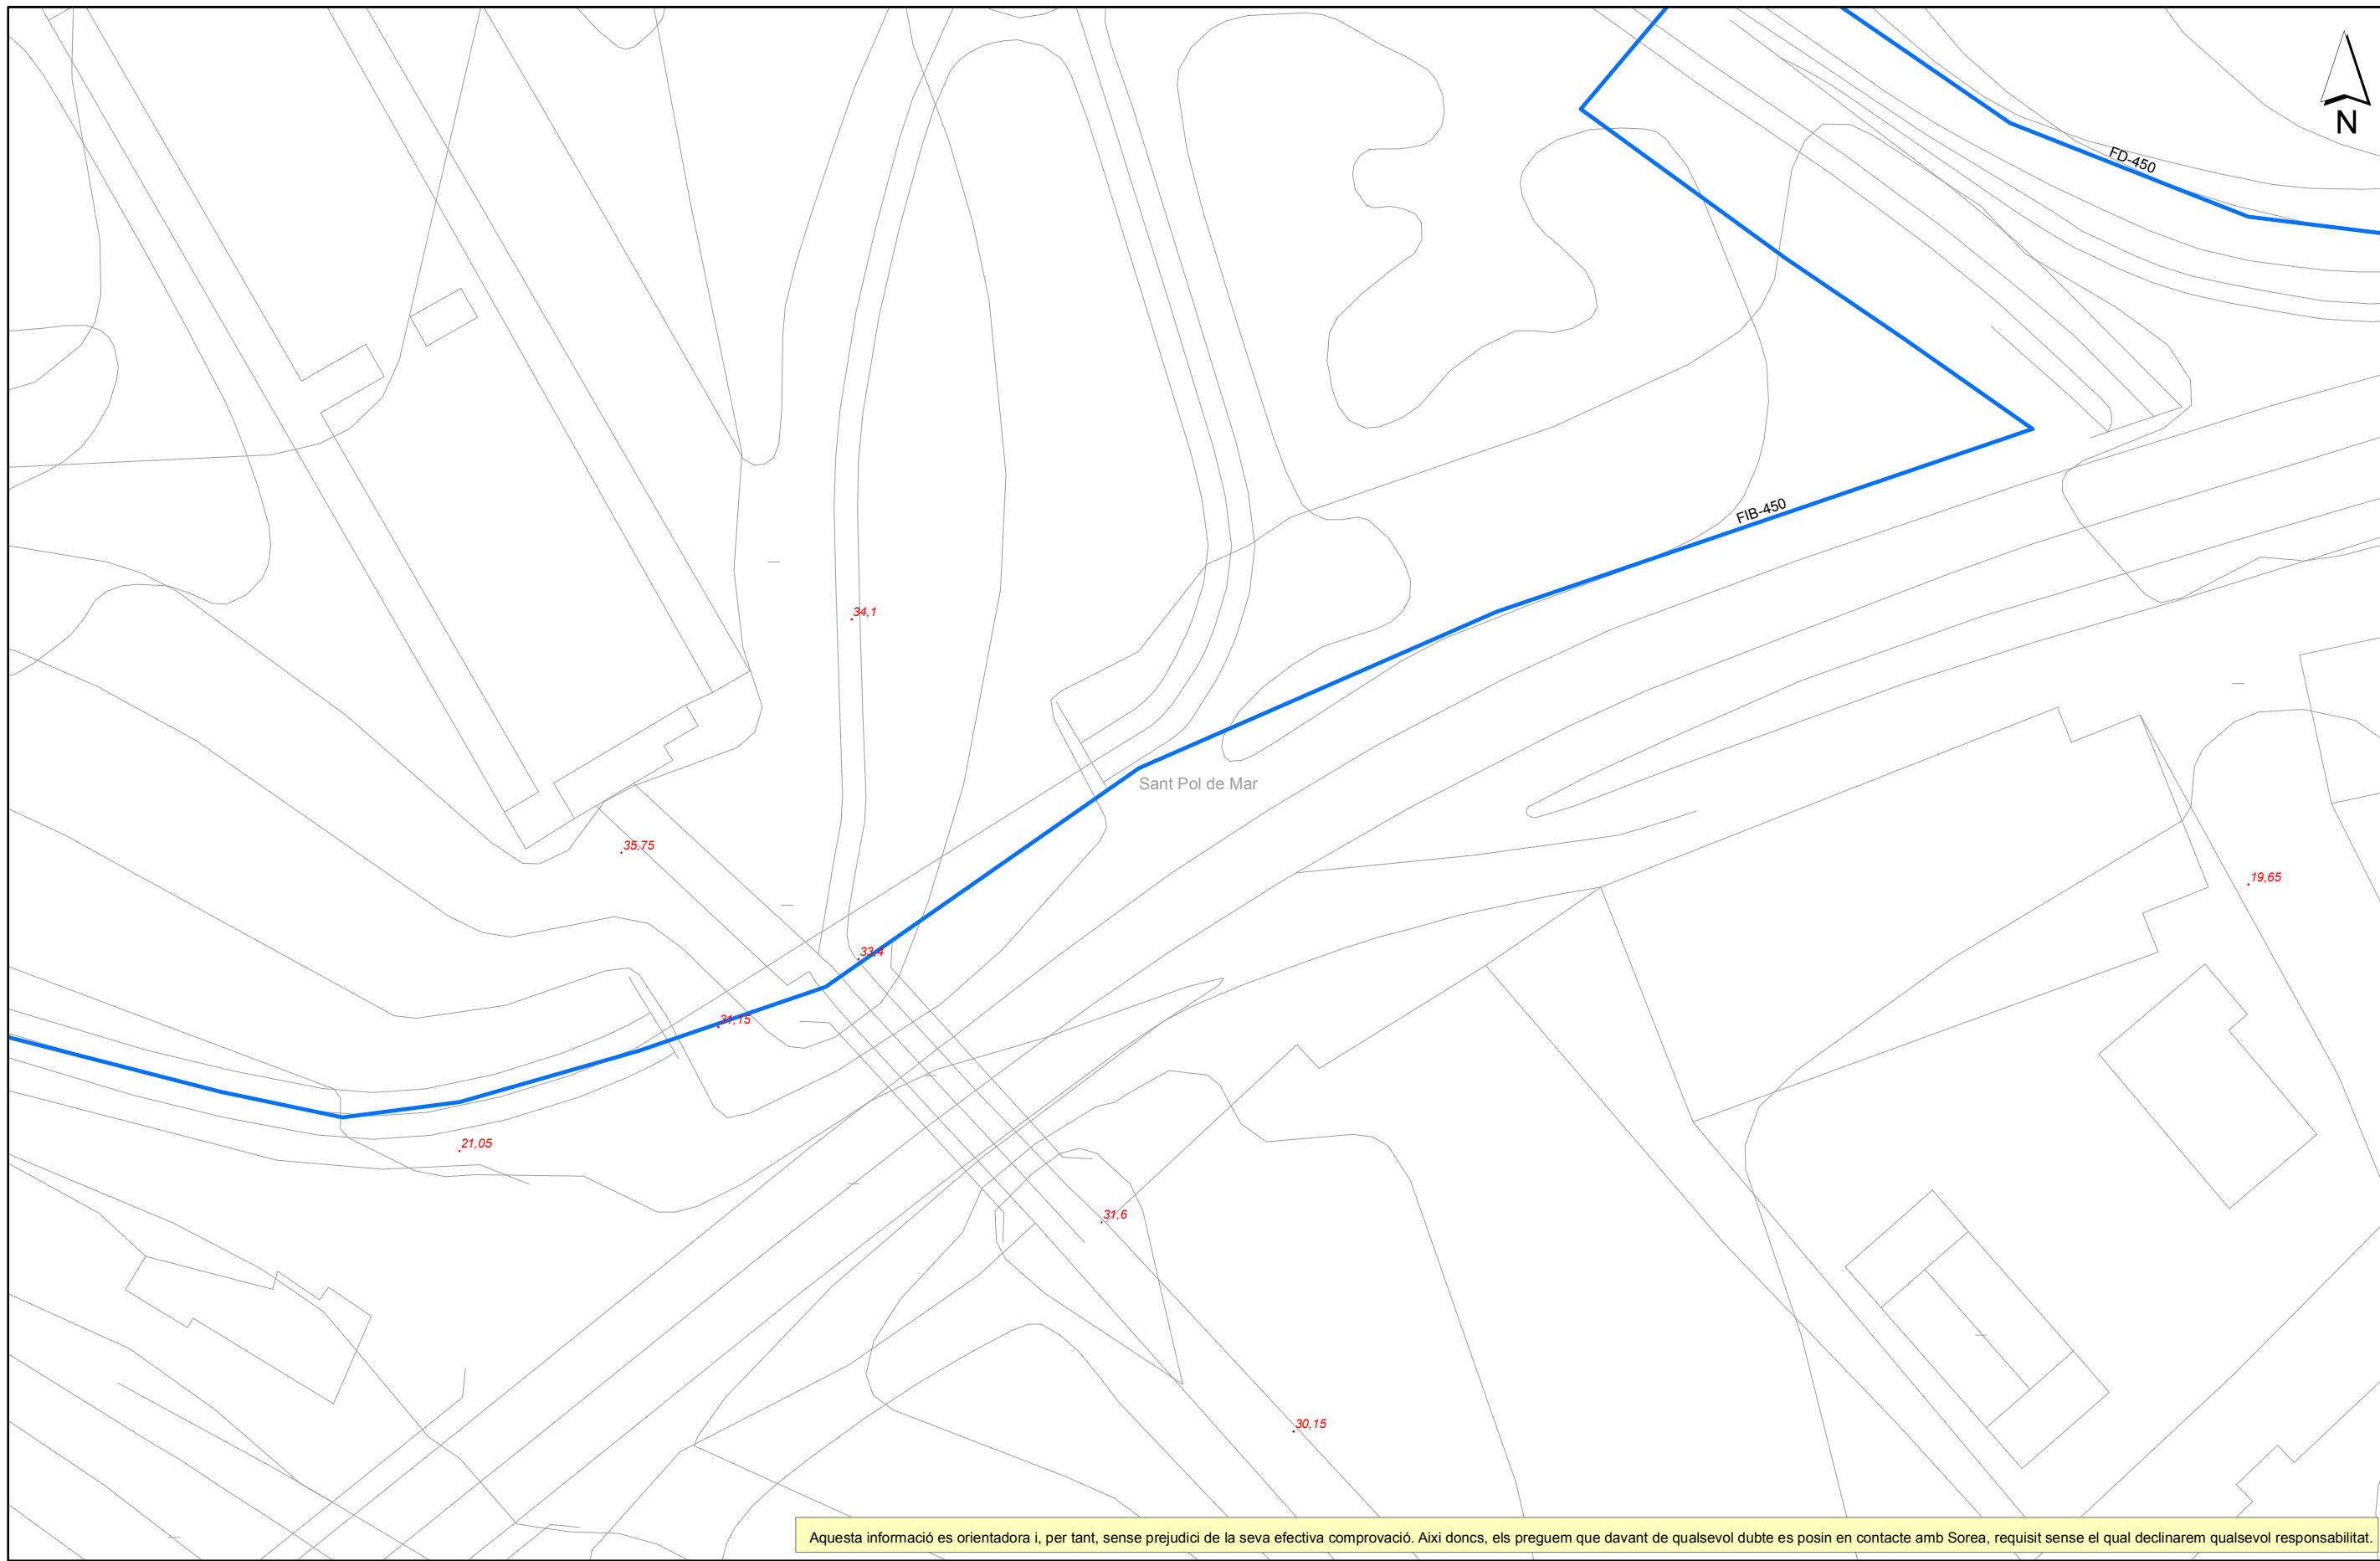 N
FD-450
FIB-450
34,1
Sant Pol de Mar
35,75
19,65
33,4
31,15
21,05
31,6
30,15
Aquesta informació es orientadora i, per tant, sense prejudici de la seva efectiva comprovació. Aixi doncs, els preguem que davant de qualsevol dubte es posin en contacte amb Sorea, requisit sense el qual declinarem qualsevol responsabilitat.